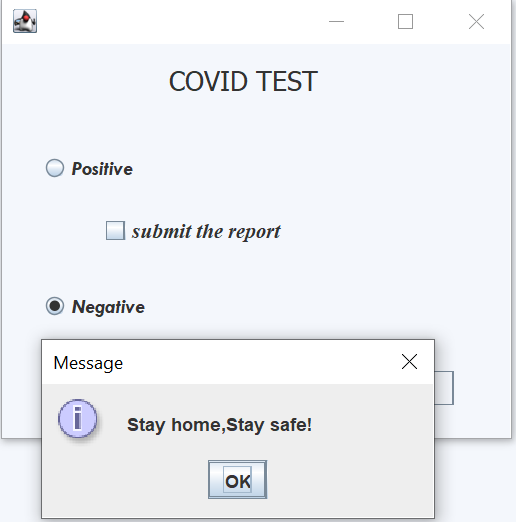 COVID TEST
Positive
submit the report
Negative
Message
Stay home,Stay safe!
OK